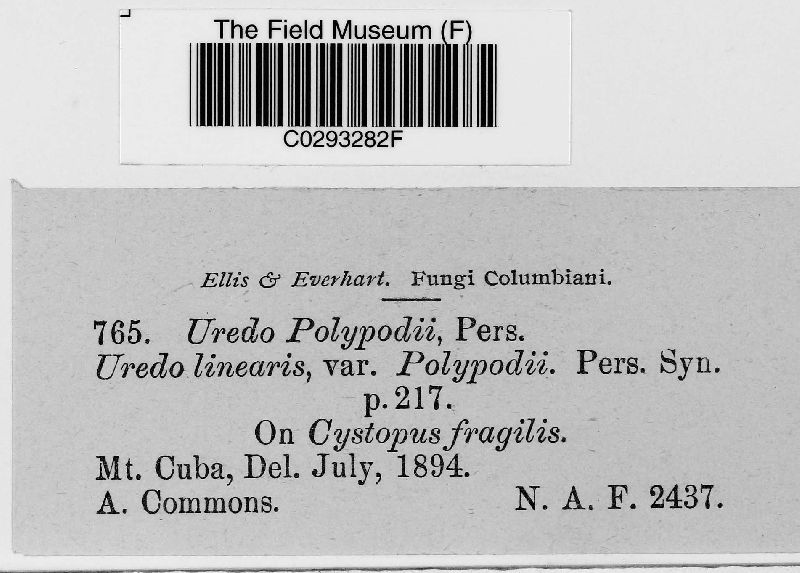 The Field Museum (F)
C0293282F
Ellis & Everhart. Fungi Columbiani.
765. Uredo Polypodii, Pers.
Uredo linearis, var. Polypodii. Pers. Syn.
p. 217.
On Cystopus fragilis.
Mt. Cuba, Del. July, 1894.
A. Commons. N. A. F. 2437.